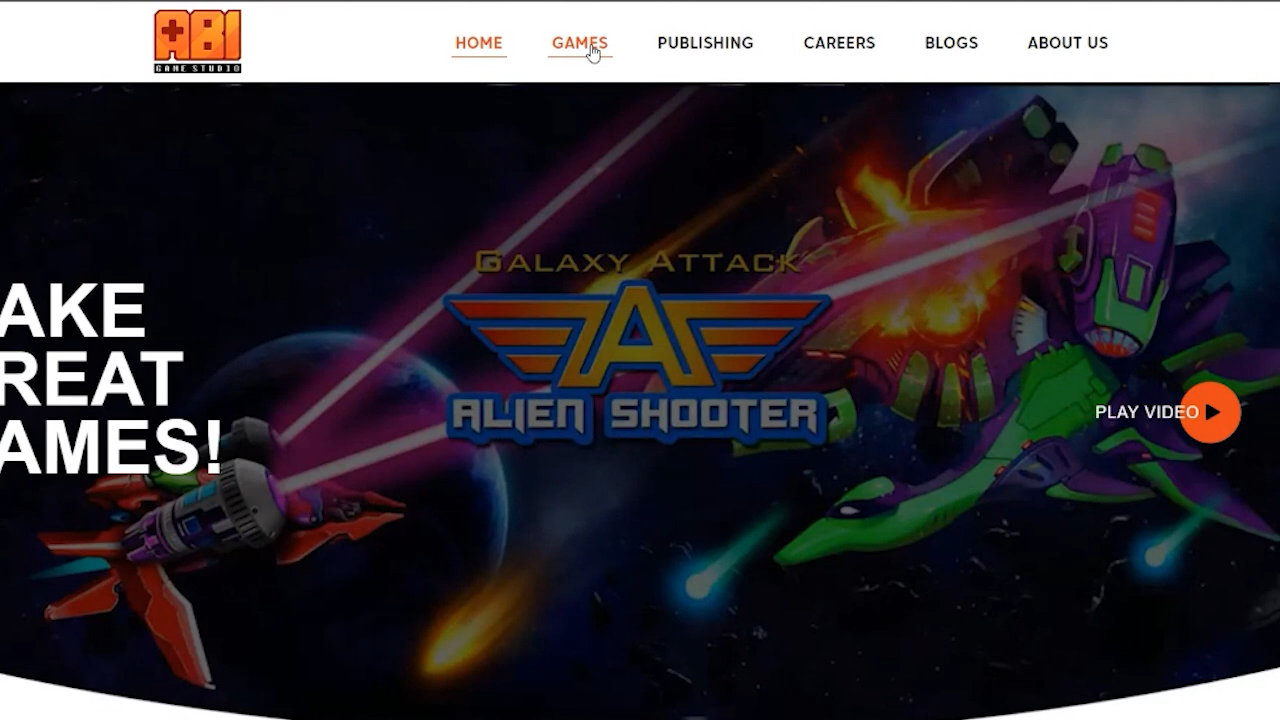 ABI
GAME STUDIO
HOME
GAMES
PUBLISHING
CAREERS
BLOGS
ABOUT US
GALAXY ATTACK
A
ALIEN SHOOTER
AKE
REAT
AMES!
PLAY VIDEO